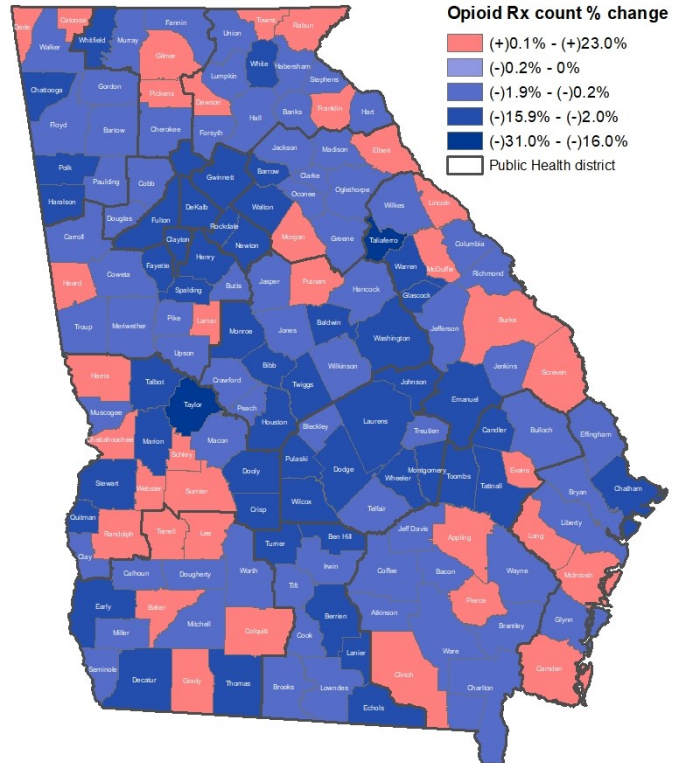 Opioid Rx count % change
(+)0.1% - (+)23.0%
(-)0.2% - 0%
(-)1.9% - (-)0.2%
(-)15.9% - (-)2.0%
(-)31.0% - (-)16.0%
Public Health district
Dade
Catoosa
Fannin
Towns
Rabun
Walker
Whitfield
Murray
Union
Gilmer
White
Habersham
Chattooga
Gordon
Lumpkin
Stephens
Pickens
Dawson
Banks
Franklin
Hart
Floyd
Bartow
Cherokee
Forsyth
Hall
Jackson
Madison
Elbert
Polk
Paulding
Cobb
Gwinnett
Barrow
Clarke
Oconee
Oglethorpe
Haralson
Douglas
Fulton
DeKalb
Walton
Wilkes
Lincoln
Carroll
Clayton
Rockdale
Newton
Morgan
Greene
Taliaferro
Columbia
Fayette
Henry
Warren
McDuffie
Richmond
Heard
Coweta
Spalding
Butts
Jasper
Putnam
Hancock
Glascock
Burke
Troup
Meriwether
Pike
Lamar
Monroe
Jones
Baldwin
Washington
Jefferson
Upson
Bibb
Wilkinson
Jenkins
Screven
Harris
Talbot
Crawford
Twiggs
Johnson
Emanuel
Muscogee
Taylor
Peach
Houston
Bleckley
Laurens
Treutlen
Candler
Bulloch
Effingham
Chattahoochee
Marion
Macon
Schley
Pulaski
Dodge
Montgomery
Evans
Stewart
Webster
Sumter
Dooly
Wilcox
Wheeler
Toombs
Tattnall
Bryan
Chatham
Quitman
Crisp
Telfair
Liberty
Randolph
Terrell
Lee
Turner
Ben Hill
Jeff Davis
Appling
Long
Clay
Calhoun
Dougherty
Worth
Irwin
Coffee
Bacon
Wayne
McIntosh
Early
Baker
Tift
Pierce
Miller
Mitchell
Colquitt
Berrien
Atkinson
Brantley
Glynn
Cook
Lanier
Ware
Seminole
Decatur
Grady
Thomas
Brooks
Lowndes
Clinch
Charlton
Camden
Echols